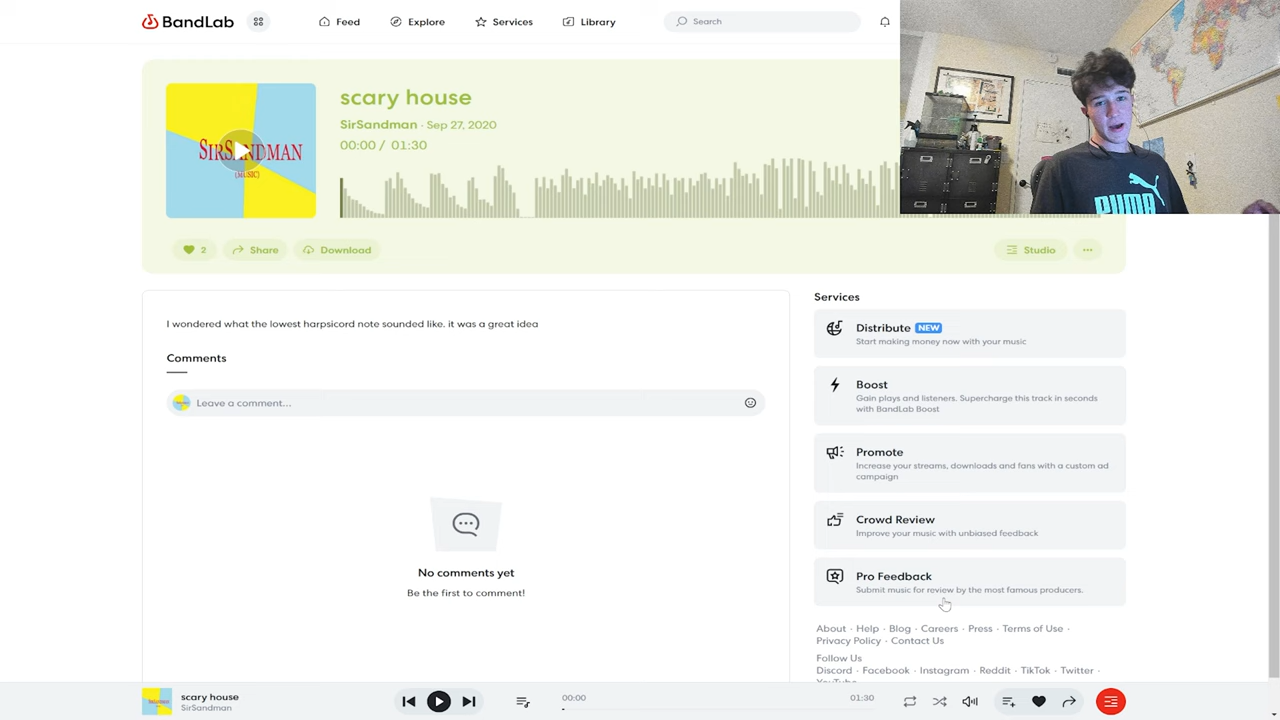 BandLab
Feed
Explore
Services
Library
Search
scary house
SirSandman · Sep 27, 2020
00:00 / 01:30
SIRSANDMAN
(MUSIC)
2
Share
Download
Studio
PUMA
I wondered what the lowest harpsicord note sounded like. it was a great idea
Comments
Leave a comment...
No comments yet
Be the first to comment!
Services
Distribute NEW
Start making money now with your music
Boost
Gain plays and listeners. Supercharge this track in seconds
with BandLab Boost
Promote
Increase your streams, downloads and fans with a custom ad
campaign
Crowd Review
Improve your music with unbiased feedback
Pro Feedback
Submit music for review by the most famous producers.
About · Help · Blog · Careers · Press · Terms of Use ·
Privacy Policy · Contact Us
Follow Us
Discord · Facebook · Instagram · Reddit · TikTok · Twitter ·
YouTube
scary house
SirSandman
00:00
01:30